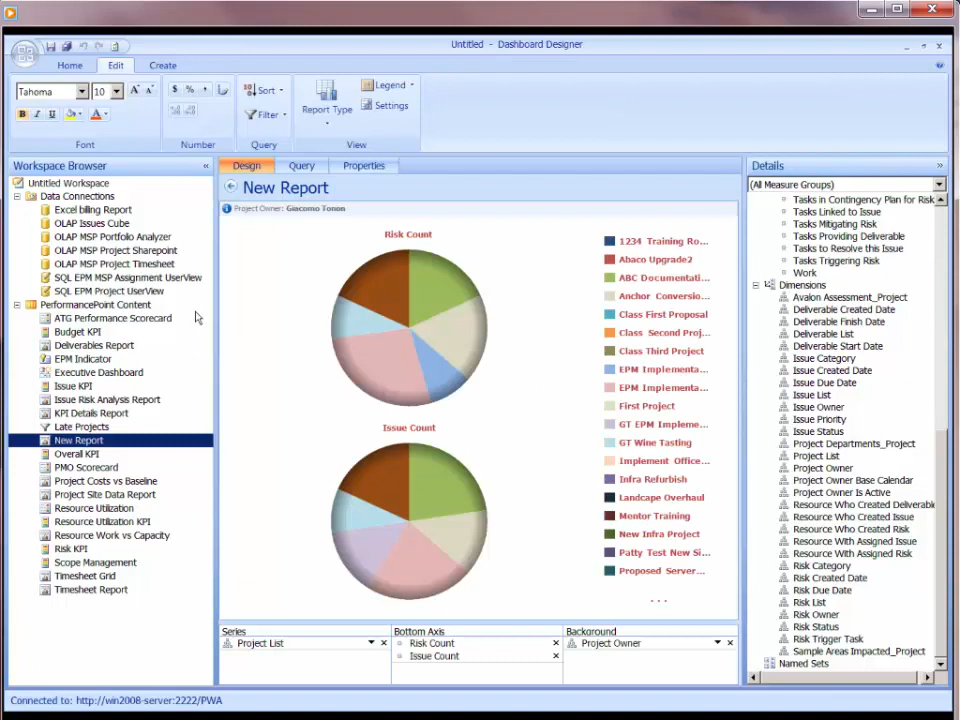 Untitled - Dashboard Designer
Home Edit Create
Tahoma 10 A A $ % , Sort Report Type Legend
B I U A Filter Settings
Font Number Query View
Workspace Browser «
Untitled Workspace
Data Connections
Excel billing Report
OLAP Issues Cube
OLAP MSP Portfolio Analyzer
OLAP MSP Project Sharepoint
OLAP MSP Project Timesheet
SQL EPM MSP Assignment UserView
SQL EPM Project UserView
PerformancePoint Content
ATG Performance Scorecard
Budget KPI
Deliverables Report
EPM Indicator
Executive Dashboard
Issue KPI
Issue Risk Analysis Report
KPI Details Report
Late Projects
New Report
Overall KPI
PMO Scorecard
Project Costs vs Baseline
Project Site Data Report
Resource Utilization
Resource Utilization KPI
Resource Work vs Capacity
Risk KPI
Scope Management
Timesheet Grid
Timesheet Report
Design Query Properties
New Report
Project Owner: Giacomo Tonon
Risk Count
Issue Count
1234 Training Ro...
Abaco Upgrade2
ABC Documentati...
Anchor Conversio...
Class First Proposal
Class Second Proj...
Class Third Project
EPM Implementa...
EPM Implementa...
First Project
GT EPM Impleme...
GT Wine Tasting
Implement Office...
Infra Refurbish
Landcape Overhaul
Mentor Training
New Infra Project
Patty Test New Si...
Proposed Server...
...
Series Bottom Axis Background
Project List Risk Count Project Owner
Issue Count
Details »
(All Measure Groups)
Tasks in Contingency Plan for Risk
Tasks Linked to Issue
Tasks Mitigating Risk
Tasks Providing Deliverable
Tasks to Resolve this Issue
Tasks Triggering Risk
Work
Dimensions
Avalon Assessment_Project
Deliverable Created Date
Deliverable Finish Date
Deliverable List
Deliverable Start Date
Issue Category
Issue Created Date
Issue Due Date
Issue List
Issue Owner
Issue Priority
Issue Status
Project Departments_Project
Project List
Project Owner
Project Owner Base Calendar
Project Owner Is Active
Resource Who Created Deliverabl
Resource Who Created Issue
Resource Who Created Risk
Resource With Assigned Issue
Resource With Assigned Risk
Risk Category
Risk Created Date
Risk Due Date
Risk List
Risk Owner
Risk Status
Risk Trigger Task
Sample Areas Impacted_Project
Named Sets
Connected to: http://win2008-server:2222/PWA